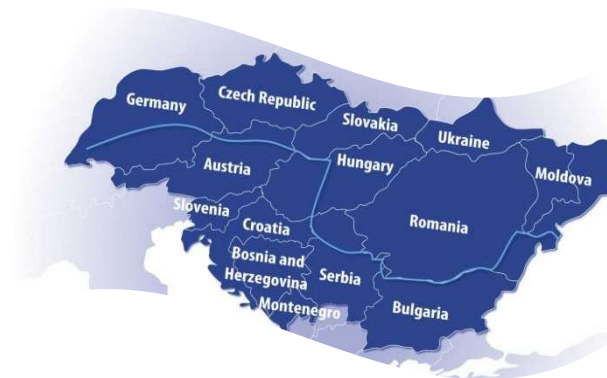 Germany
Czech Republic
Slovakia
Ukraine
Austria
Hungary
Moldova
Slovenia
Croatia
Romania
Bosnia and
Herzegovina
Serbia
Montenegro
Bulgaria